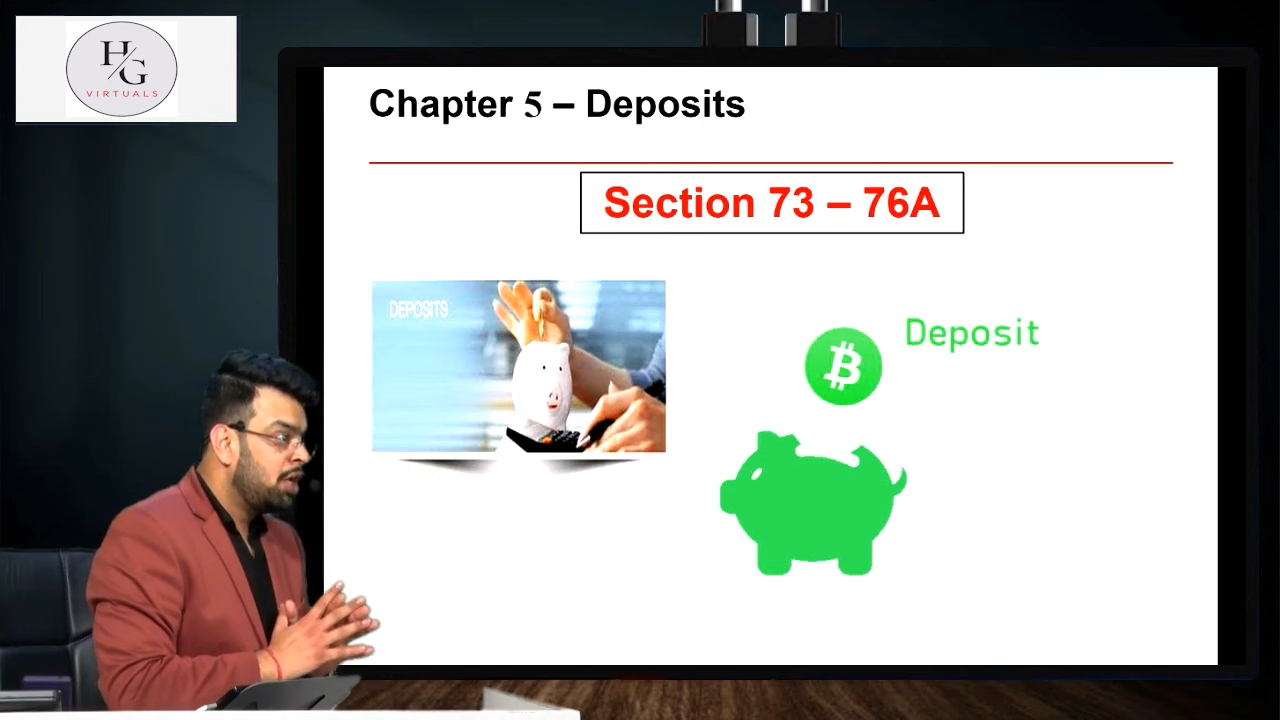 H/G
VIRTUALS
Chapter 5 – Deposits
Section 73 – 76A
DEPOSITS
Deposit